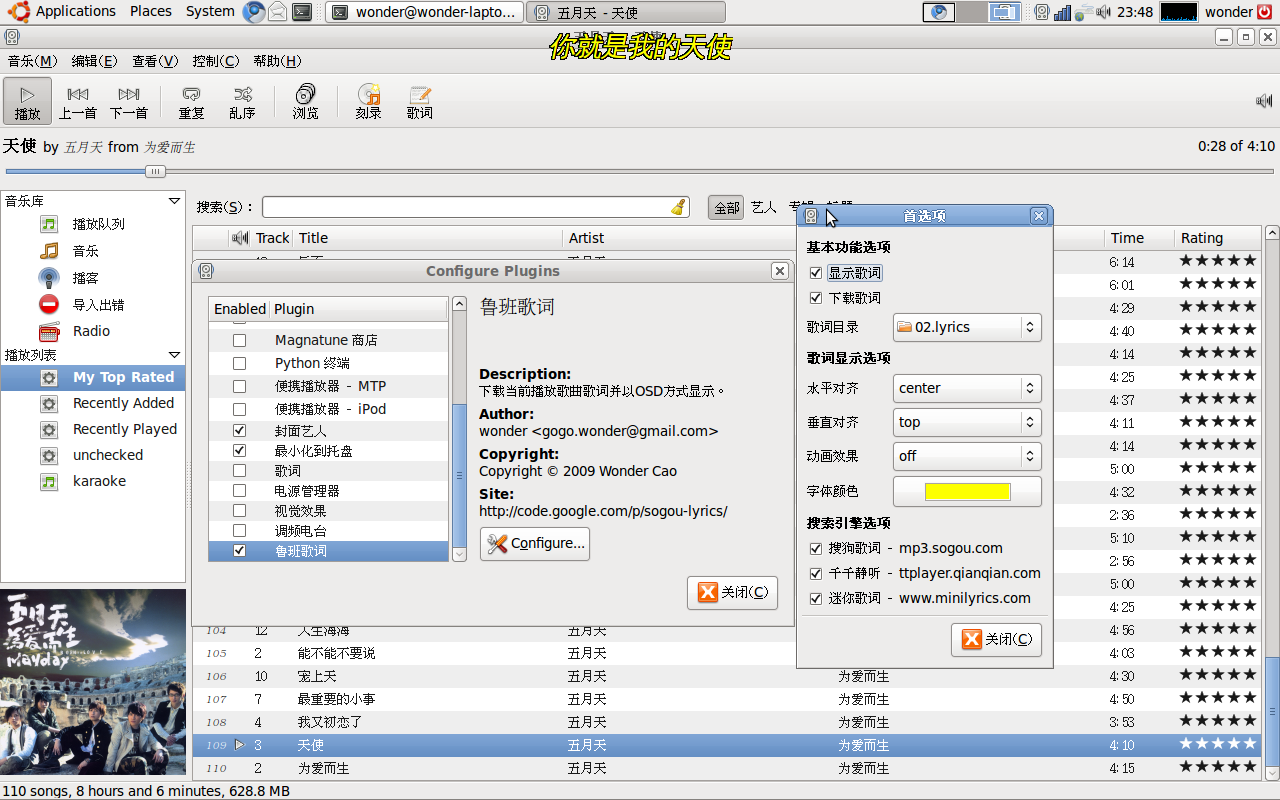 Applications Places System wonder@wonder-lapto... 五月天 - 天使 23:48 wonder
你就是我的天使
音乐(M) 编辑(E) 查看(V) 控制(C) 帮助(H)
播放 上一首 下一首 重复 乱序 浏览 刻录 歌词
天使 by 五月天 from 为爱而生 0:28 of 4:10
音乐库
播放队列
音乐
播客
导入出错
Radio
播放列表
My Top Rated
Recently Added
Recently Played
unchecked
karaoke
五月天
為愛而生
Mayday
搜索(S)： 全部 艺人
Track Title Artist Time Rating
6:14 ★★★★★
6:01 ★★★★★
4:29 ★★★★★
4:40 ★★★★★
4:14 ★★★★★
4:25 ★★★★★
4:37 ★★★★★
4:11 ★★★★★
4:14 ★★★★★
5:00 ★★★★★
4:32 ★★★★★
2:36 ★★★★★
5:10 ★★★★★
2:56 ★★★★★
5:00 ★★★★★
4:25 ★★★★★
104 12 人生海海 五月天 4:56 ★★★★★
105 2 能不能不要说 五月天 4:03 ★★★★★
106 10 宠上天 五月天 为爱而生 4:30 ★★★★★
107 7 最重要的小事 五月天 为爱而生 4:50 ★★★★★
108 4 我又初恋了 五月天 为爱而生 3:53 ★★★★★
109 3 天使 五月天 为爱而生 4:10 ★★★★★
110 2 为爱而生 五月天 为爱而生 4:15 ★★★★★
Configure Plugins
Enabled Plugin
Magnatune 商店
Python 终端
便携播放器 - MTP
便携播放器 - iPod
封面艺人
最小化到托盘
歌词
电源管理器
视觉效果
调频电台
鲁班歌词
鲁班歌词
Description:
下载当前播放歌曲歌词并以OSD方式显示。
Author:
wonder <gogo.wonder@gmail.com>
Copyright:
Copyright © 2009 Wonder Cao
Site:
http://code.google.com/p/sogou-lyrics/
Configure...
关闭(C)
首选项
基本功能选项
显示歌词
下载歌词
歌词目录 02.lyrics
歌词显示选项
水平对齐 center
垂直对齐 top
动画效果 off
字体颜色
搜索引擎选项
搜狗歌词 - mp3.sogou.com
千千静听 - ttplayer.qianqian.com
迷你歌词 - www.minilyrics.com
关闭(C)
110 songs, 8 hours and 6 minutes, 628.8 MB